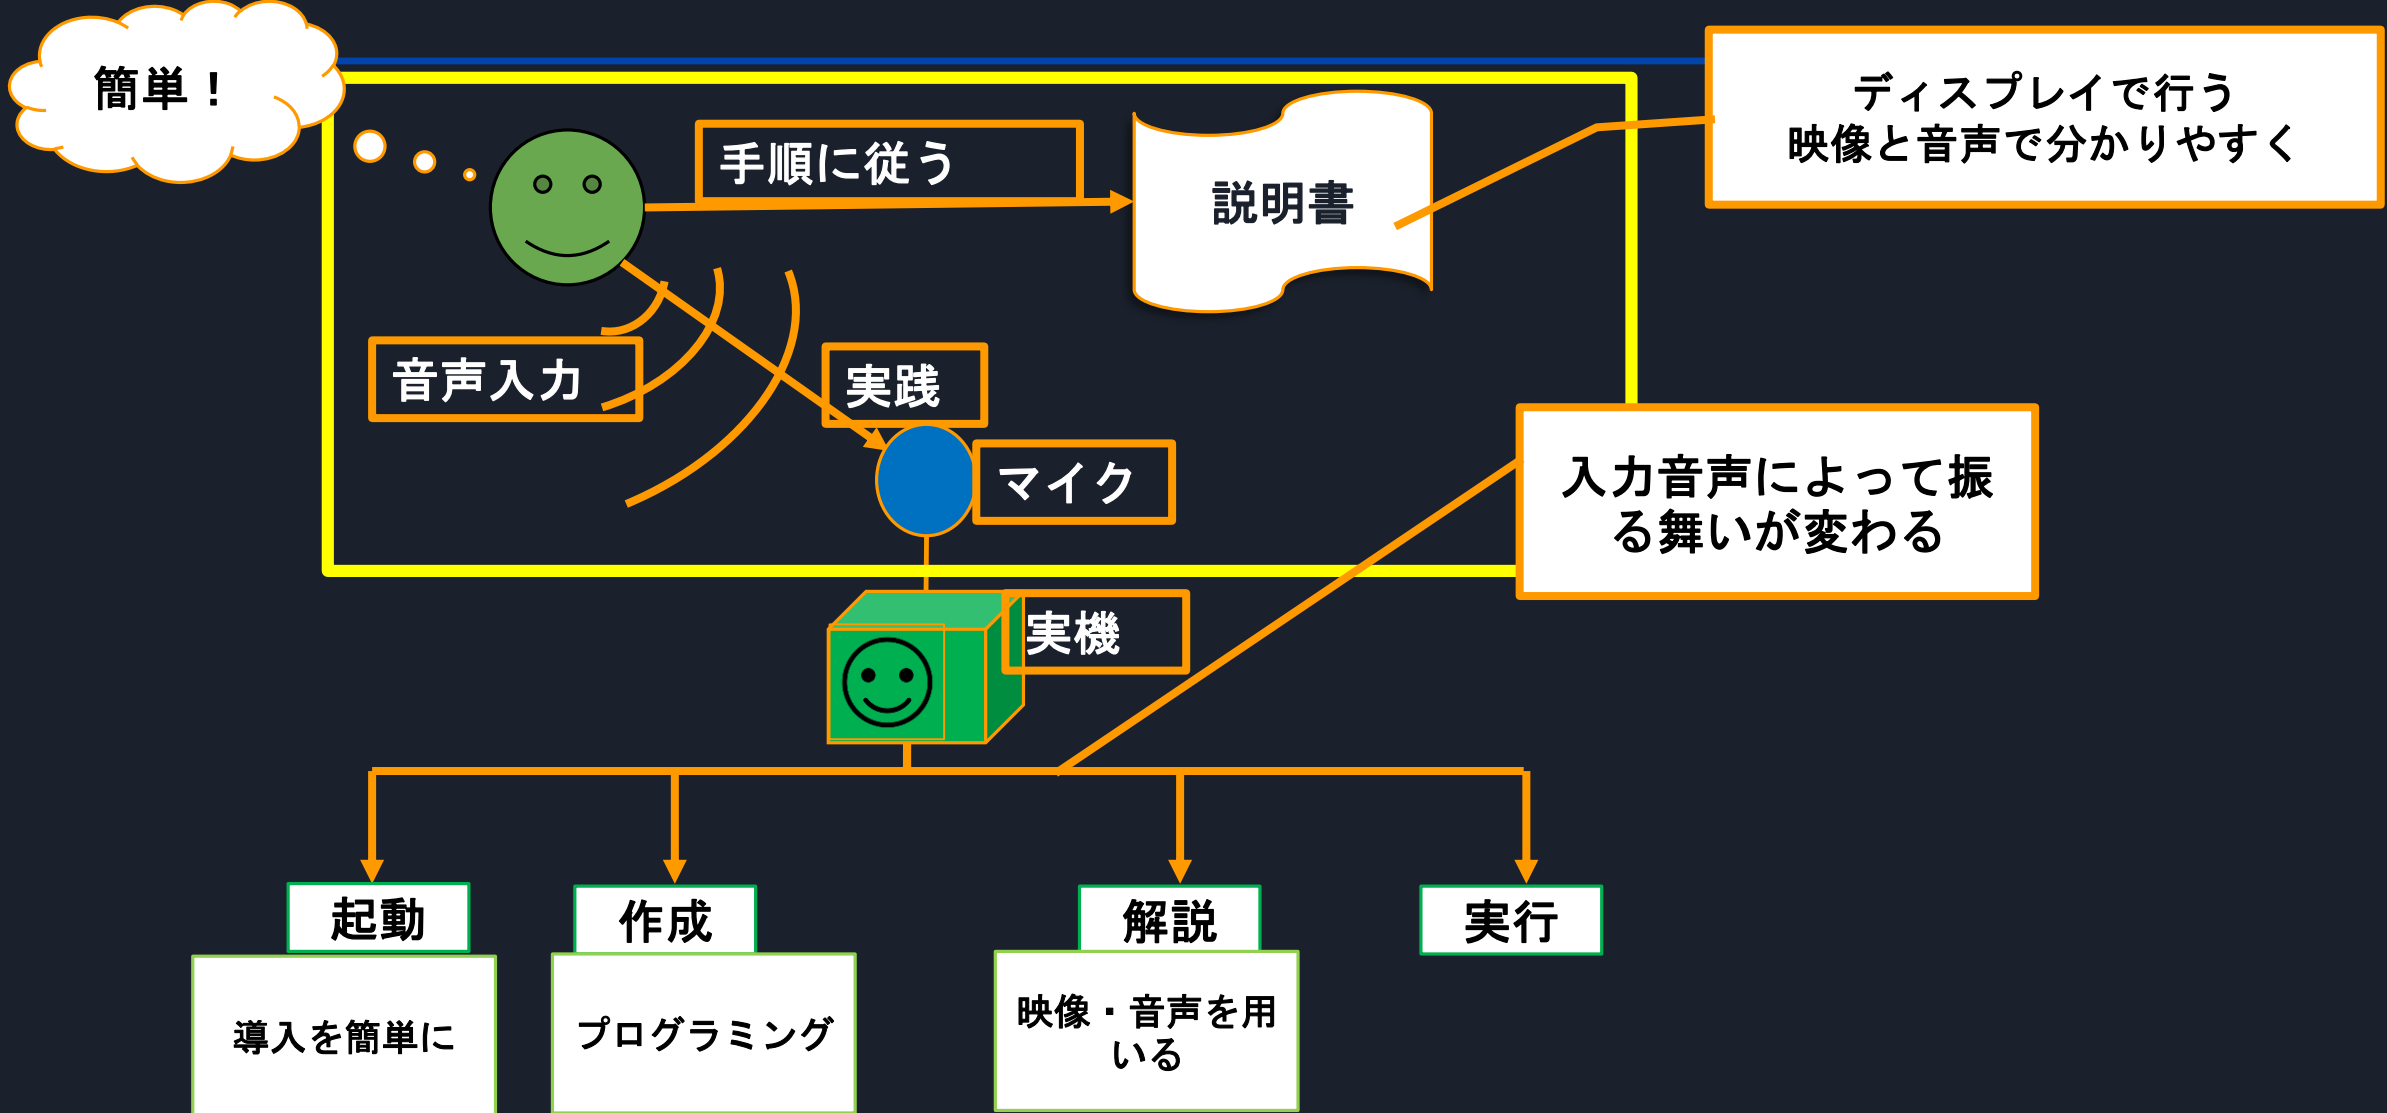 簡単！
ディスプレイで行う
映像と音声で分かりやすく
手順に従う
説明書
音声入力
実践
マイク
入力音声によって振
る舞いが変わる
実機
起動
作成
解説
実行
導入を簡単に
プログラミング
映像・音声を用
いる